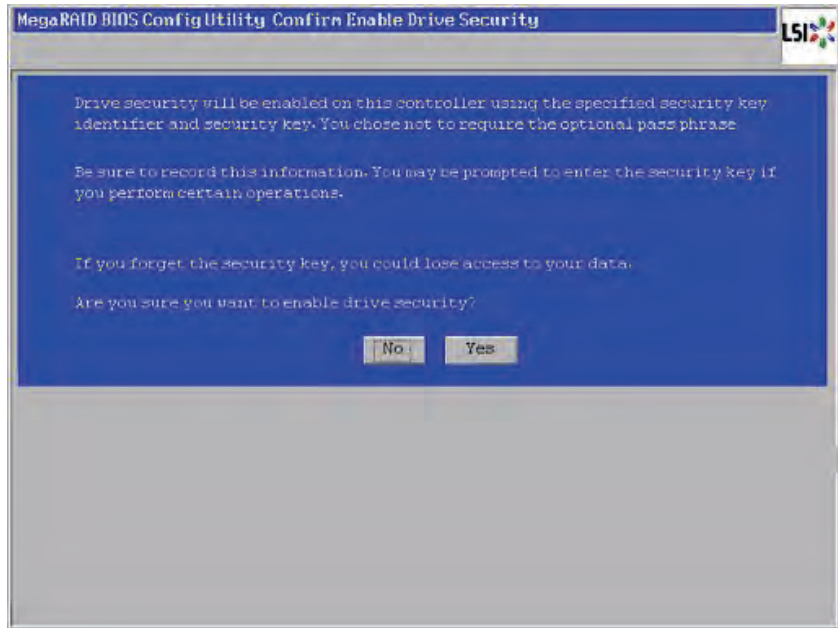 MegaRAID BIOS Config Utility Confirm Enable Drive Security
LSI
Drive security will be enabled on this controller using the specified security key
identifier and security key. You chose not to require the optional pass phrase
Be sure to record this information. You may be prompted to enter the security key if
you perform certain operations.
If you forget the security key, you could lose access to your data.
Are you sure you want to enable drive security?
No Yes